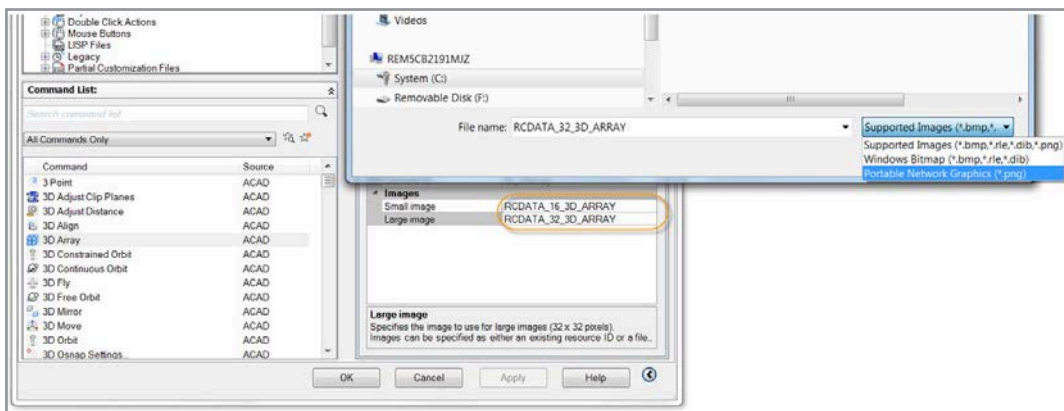 Double Click Actions
Mouse Buttons
LISP Files
Legacy
Partial Customization Files
Command List:
Search command list
All Commands Only
Command Source
3 Point ACAD
3D Adjust Clip Planes ACAD
3D Adjust Distance ACAD
3D Align ACAD
3D Array ACAD
3D Constrained Orbit ACAD
3D Continuous Orbit ACAD
3D Fly ACAD
3D Free Orbit ACAD
3D Mirror ACAD
3D Move ACAD
3D Orbit ACAD
3D Osnap Settings... ACAD
Videos
REM5CB2191MJZ
System (C:)
Removable Disk (F:)
File name: RCDATA_32_3D_ARRAY
Supported Images (*.bmp,*.
Supported Images (*.bmp,*.rle,*.dib,*.png)
Windows Bitmap (*.bmp,*.rle,*.dib)
Portable Network Graphics (*.png)
Images
Small image RCDATA_16_3D_ARRAY
Large image RCDATA_32_3D_ARRAY
Large image
Specifies the image to use for large images (32 x 32 pixels).
Images can be specified as either an existing resource ID or a file..
OK Cancel Apply Help